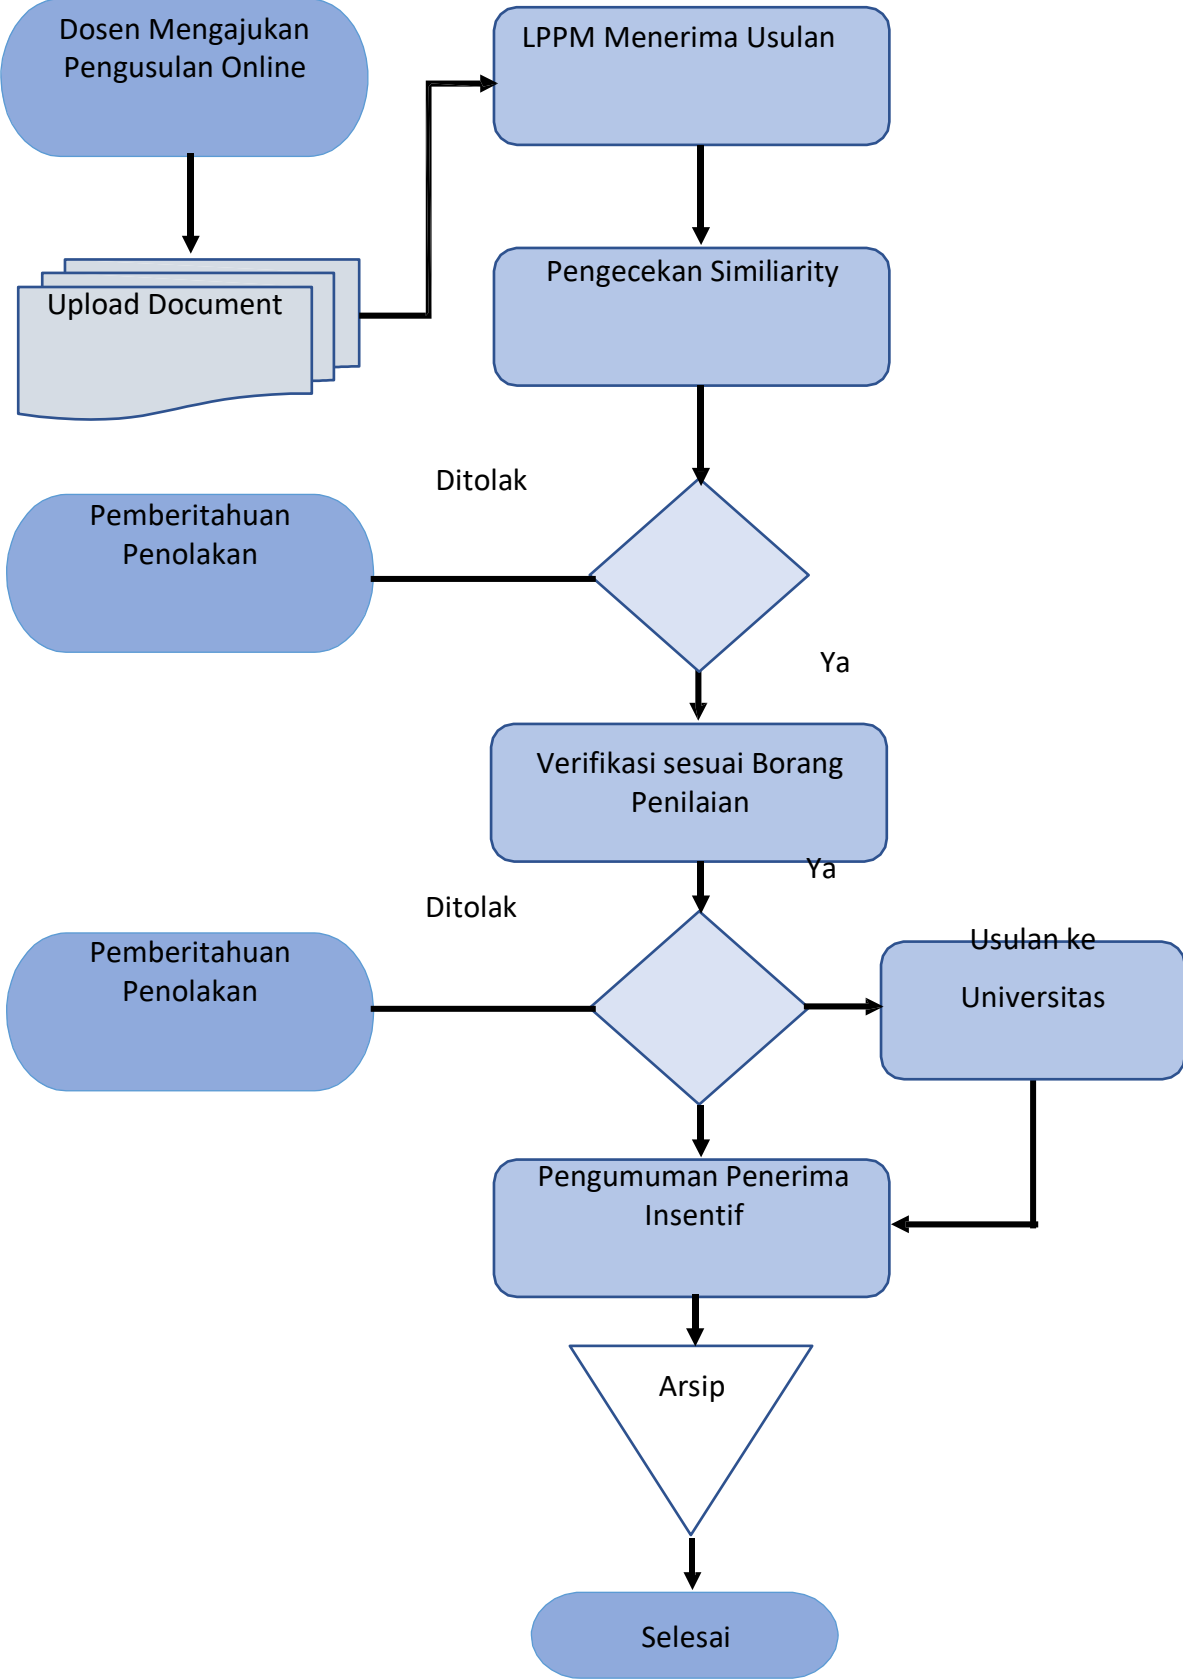 Dosen Mengajukan
Pengusulan Online
LPPM Menerima Usulan
Upload Document
Pengecekan Similiarity
Ditolak
Pemberitahuan
Penolakan
Ya
Verifikasi sesuai Borang
Penilaian
Ya
Ditolak
Pemberitahuan
Penolakan
Usulan ke
Universitas
Pengumuman Penerima
Insentif
Arsip
Selesai